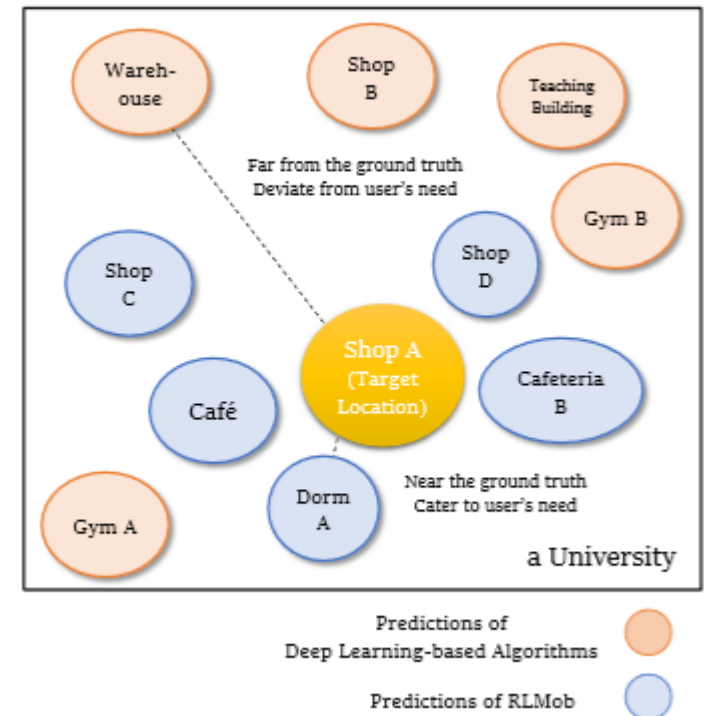 Wareh-
ouse
Shop
B
Teaching
Building
Far from the ground truth
Deviate from user's need
Gym B
Shop
C
Shop
D
Shop A
(Target
Location)
Cafeteria
B
Café
Near the ground truth
Cater to user's need
Dorm
A
Gym A
a University
Predictions of
Deep Learning-based Algorithms
Predictions of RLMob